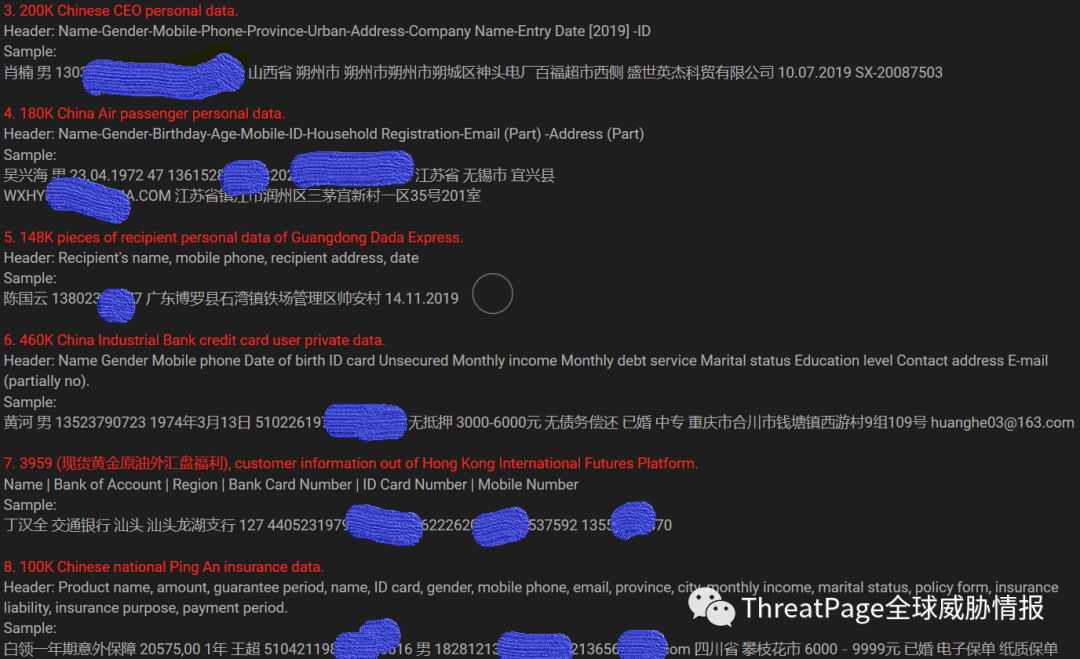 3. 200K Chinese CEO personal data.
Header: Name-Gender-Mobile-Phone-Province-Urban-Address-Company Name-Entry Date [2019] -ID
Sample:
肖楠 男 130 山西省 朔州市 朔州市朔州市朔城区神头电厂百福超市西侧 盛世英杰科贸有限公司 10.07.2019 SX-20087503
4. 180K China Air passenger personal data.
Header: Name-Gender-Birthday-Age-Mobile-ID-Household Registration-Email (Part) -Address (Part)
Sample:
吴兴海 男 23.04.1972 47 1361528 202 江苏省 无锡市 宜兴县
WXHY A.COM 江苏省镇江市润州区三茅宫新村一区35号201室
5. 148K pieces of recipient personal data of Guangdong Dada Express.
Header: Recipient's name, mobile phone, recipient address, date
Sample:
陈国云 138023 7 广东博罗县石湾镇铁场管理区帅安村 14.11.2019
6. 460K China Industrial Bank credit card user private data.
Header: Name Gender Mobile phone Date of birth ID card Unsecured Monthly income Monthly debt service Marital status Education level Contact address E-mail
(partially no).
Sample:
黄河 男 13523790723 1974年3月13日 51022619 无抵押 3000-6000元 无债务偿还 已婚 中专 重庆市合川市钱塘镇西游村9组109号 huanghe03@163.com
7. 3959 (现货黄金原油外汇盘福利), customer information out of Hong Kong International Futures Platform.
Name | Bank of Account | Region | Bank Card Number | ID Card Number | Mobile Number
Sample:
丁汉全 交通银行 汕头 汕头龙湖支行 127 4405231979 622262 537592 1355 70
8. 100K Chinese national Ping An insurance data.
Header: Product name, amount, guarantee period, name, ID card, gender, mobile phone, email, province, city, monthly income, marital status, policy form, insurance
liability, insurance purpose, payment period.
ThreatPage全球威胁情报
Sample:
白领一年期意外保障 20575,00 1年 王超 51042119 16 男 18281213 213656 om 四川省 攀枝花市 6000 - 9999元 已婚 电子保单 纸质保单